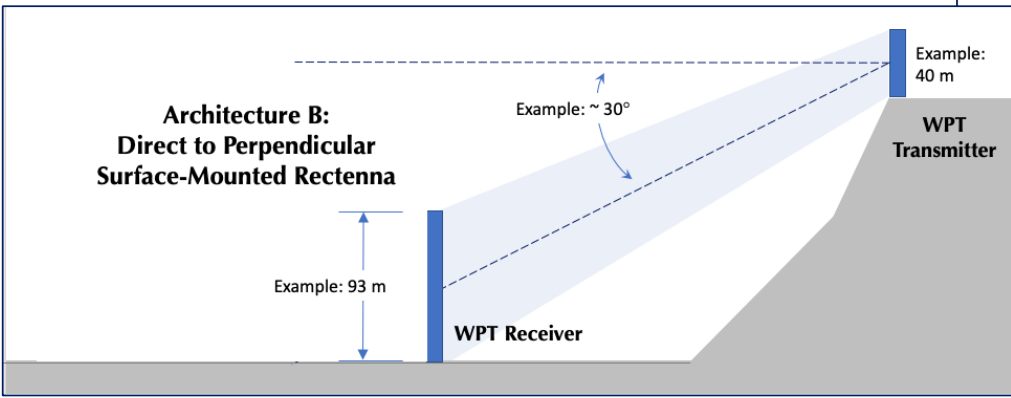 Example:
40 m
Example: ~ 30°
Architecture B:
Direct to Perpendicular
Surface-Mounted Rectenna
WPT
Transmitter
Example: 93 m
WPT Receiver